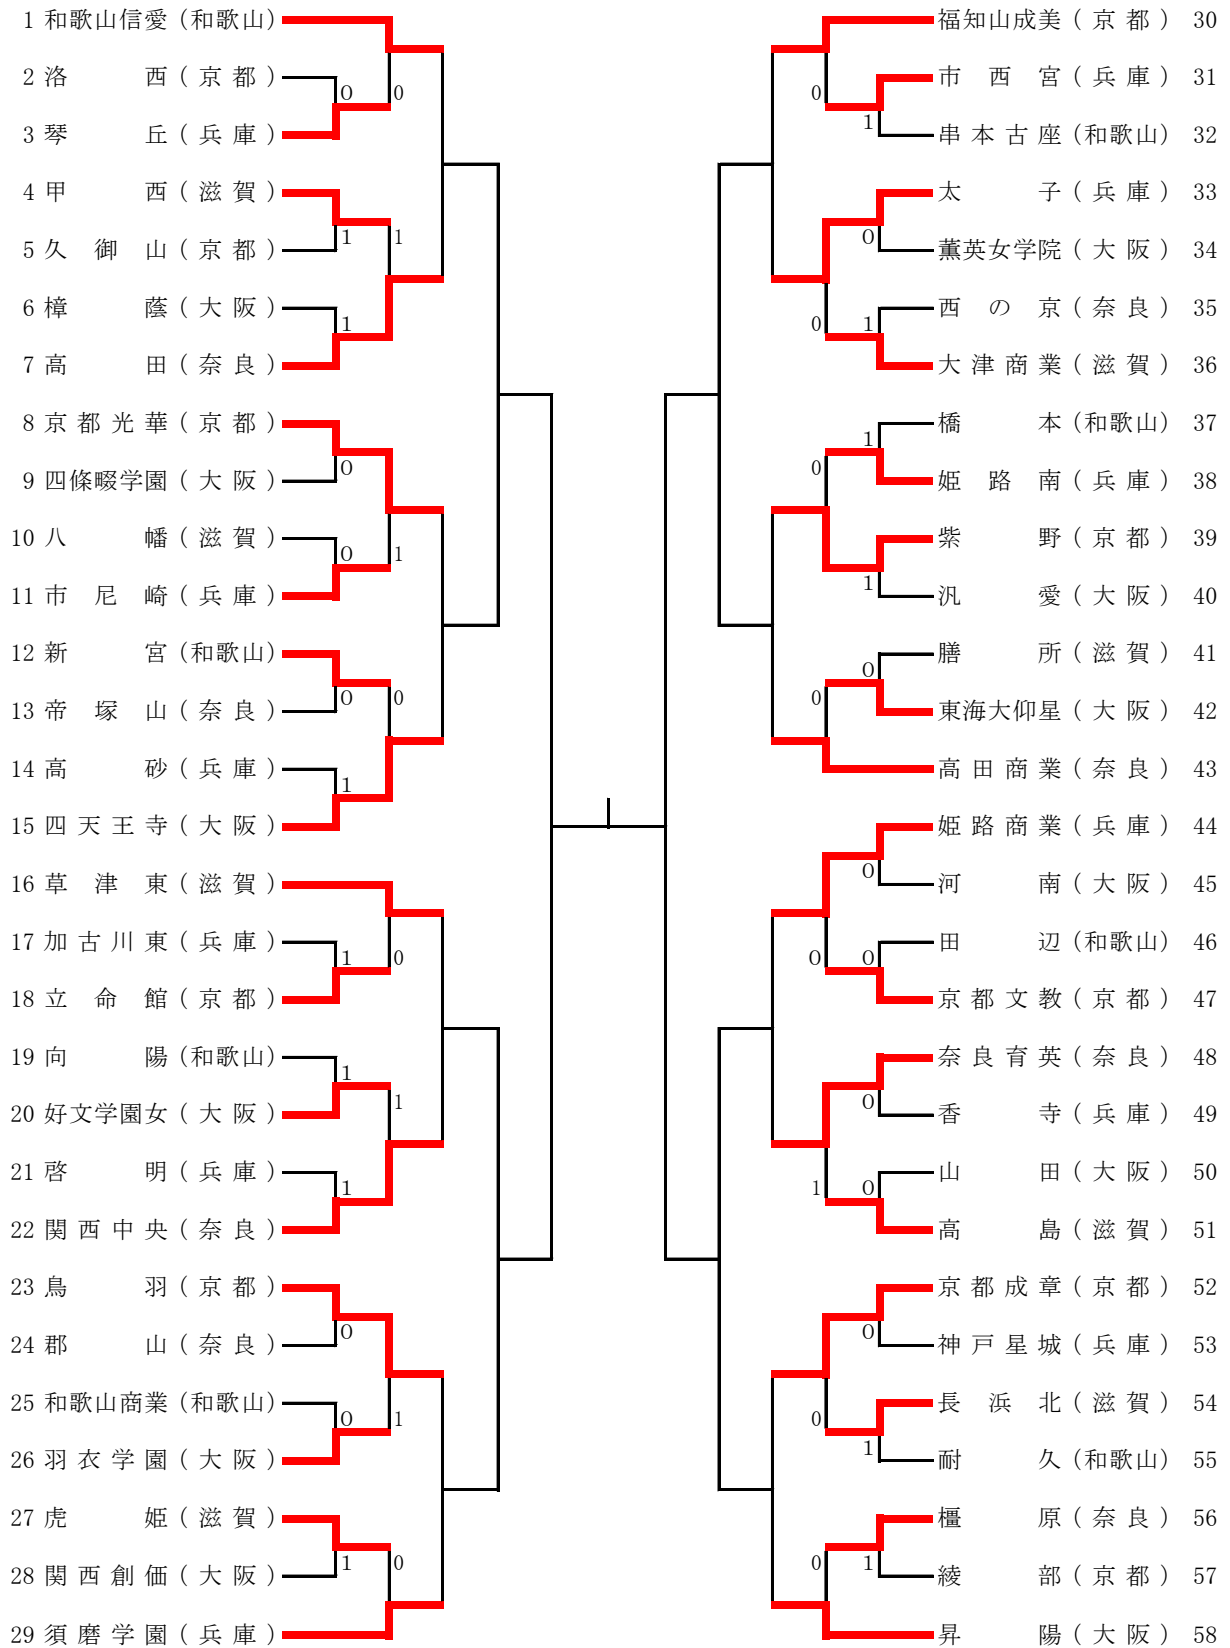 1 和歌山信愛 (和歌山)
2 洛西 (京都)
0 0
3 琴丘 (兵庫)
4 甲西 (滋賀)
1 1
5 久御山 (京都)
6 樟蔭 (大阪)
1
7 高田 (奈良)
8 京都光華 (京都)
0
9 四條畷学園 (大阪)
10 八幡 (滋賀)
0 1
11 市尼崎 (兵庫)
12 新宮 (和歌山)
0 0
13 帝塚山 (奈良)
14 高砂 (兵庫)
1
15 四天王寺 (大阪)
16 草津東 (滋賀)
17 加古川東 (兵庫)
1 0
18 立命館 (京都)
19 向陽 (和歌山)
1
20 好文学園女 (大阪)
1
21 啓明 (兵庫)
1
22 関西中央 (奈良)
23 鳥羽 (京都)
0
24 郡山 (奈良)
25 和歌山商業 (和歌山)
0 1
26 羽衣学園 (大阪)
27 虎姫 (滋賀)
1 0
28 関西創価 (大阪)
29 須磨学園 (兵庫)
福知山成美 (京都) 30
市西宮 (兵庫) 31
0
1
串本古座 (和歌山) 32
太子 (兵庫) 33
0
薫英女学院 (大阪) 34
西の京 (奈良) 35
0 1
大津商業 (滋賀) 36
橋本 (和歌山) 37
1
0
姫路南 (兵庫) 38
紫野 (京都) 39
1
汎愛 (大阪) 40
膳所 (滋賀) 41
0
0
東海大仰星 (大阪) 42
高田商業 (奈良) 43
姫路商業 (兵庫) 44
0
河南 (大阪) 45
田辺 (和歌山) 46
0 0
京都文教 (京都) 47
奈良育英 (奈良) 48
0
香寺 (兵庫) 49
山田 (大阪) 50
1 0
高島 (滋賀) 51
京都成章 (京都) 52
0
神戸星城 (兵庫) 53
長浜北 (滋賀) 54
0
1
耐久 (和歌山) 55
橿原 (奈良) 56
0 1
綾部 (京都) 57
昇陽 (大阪) 58